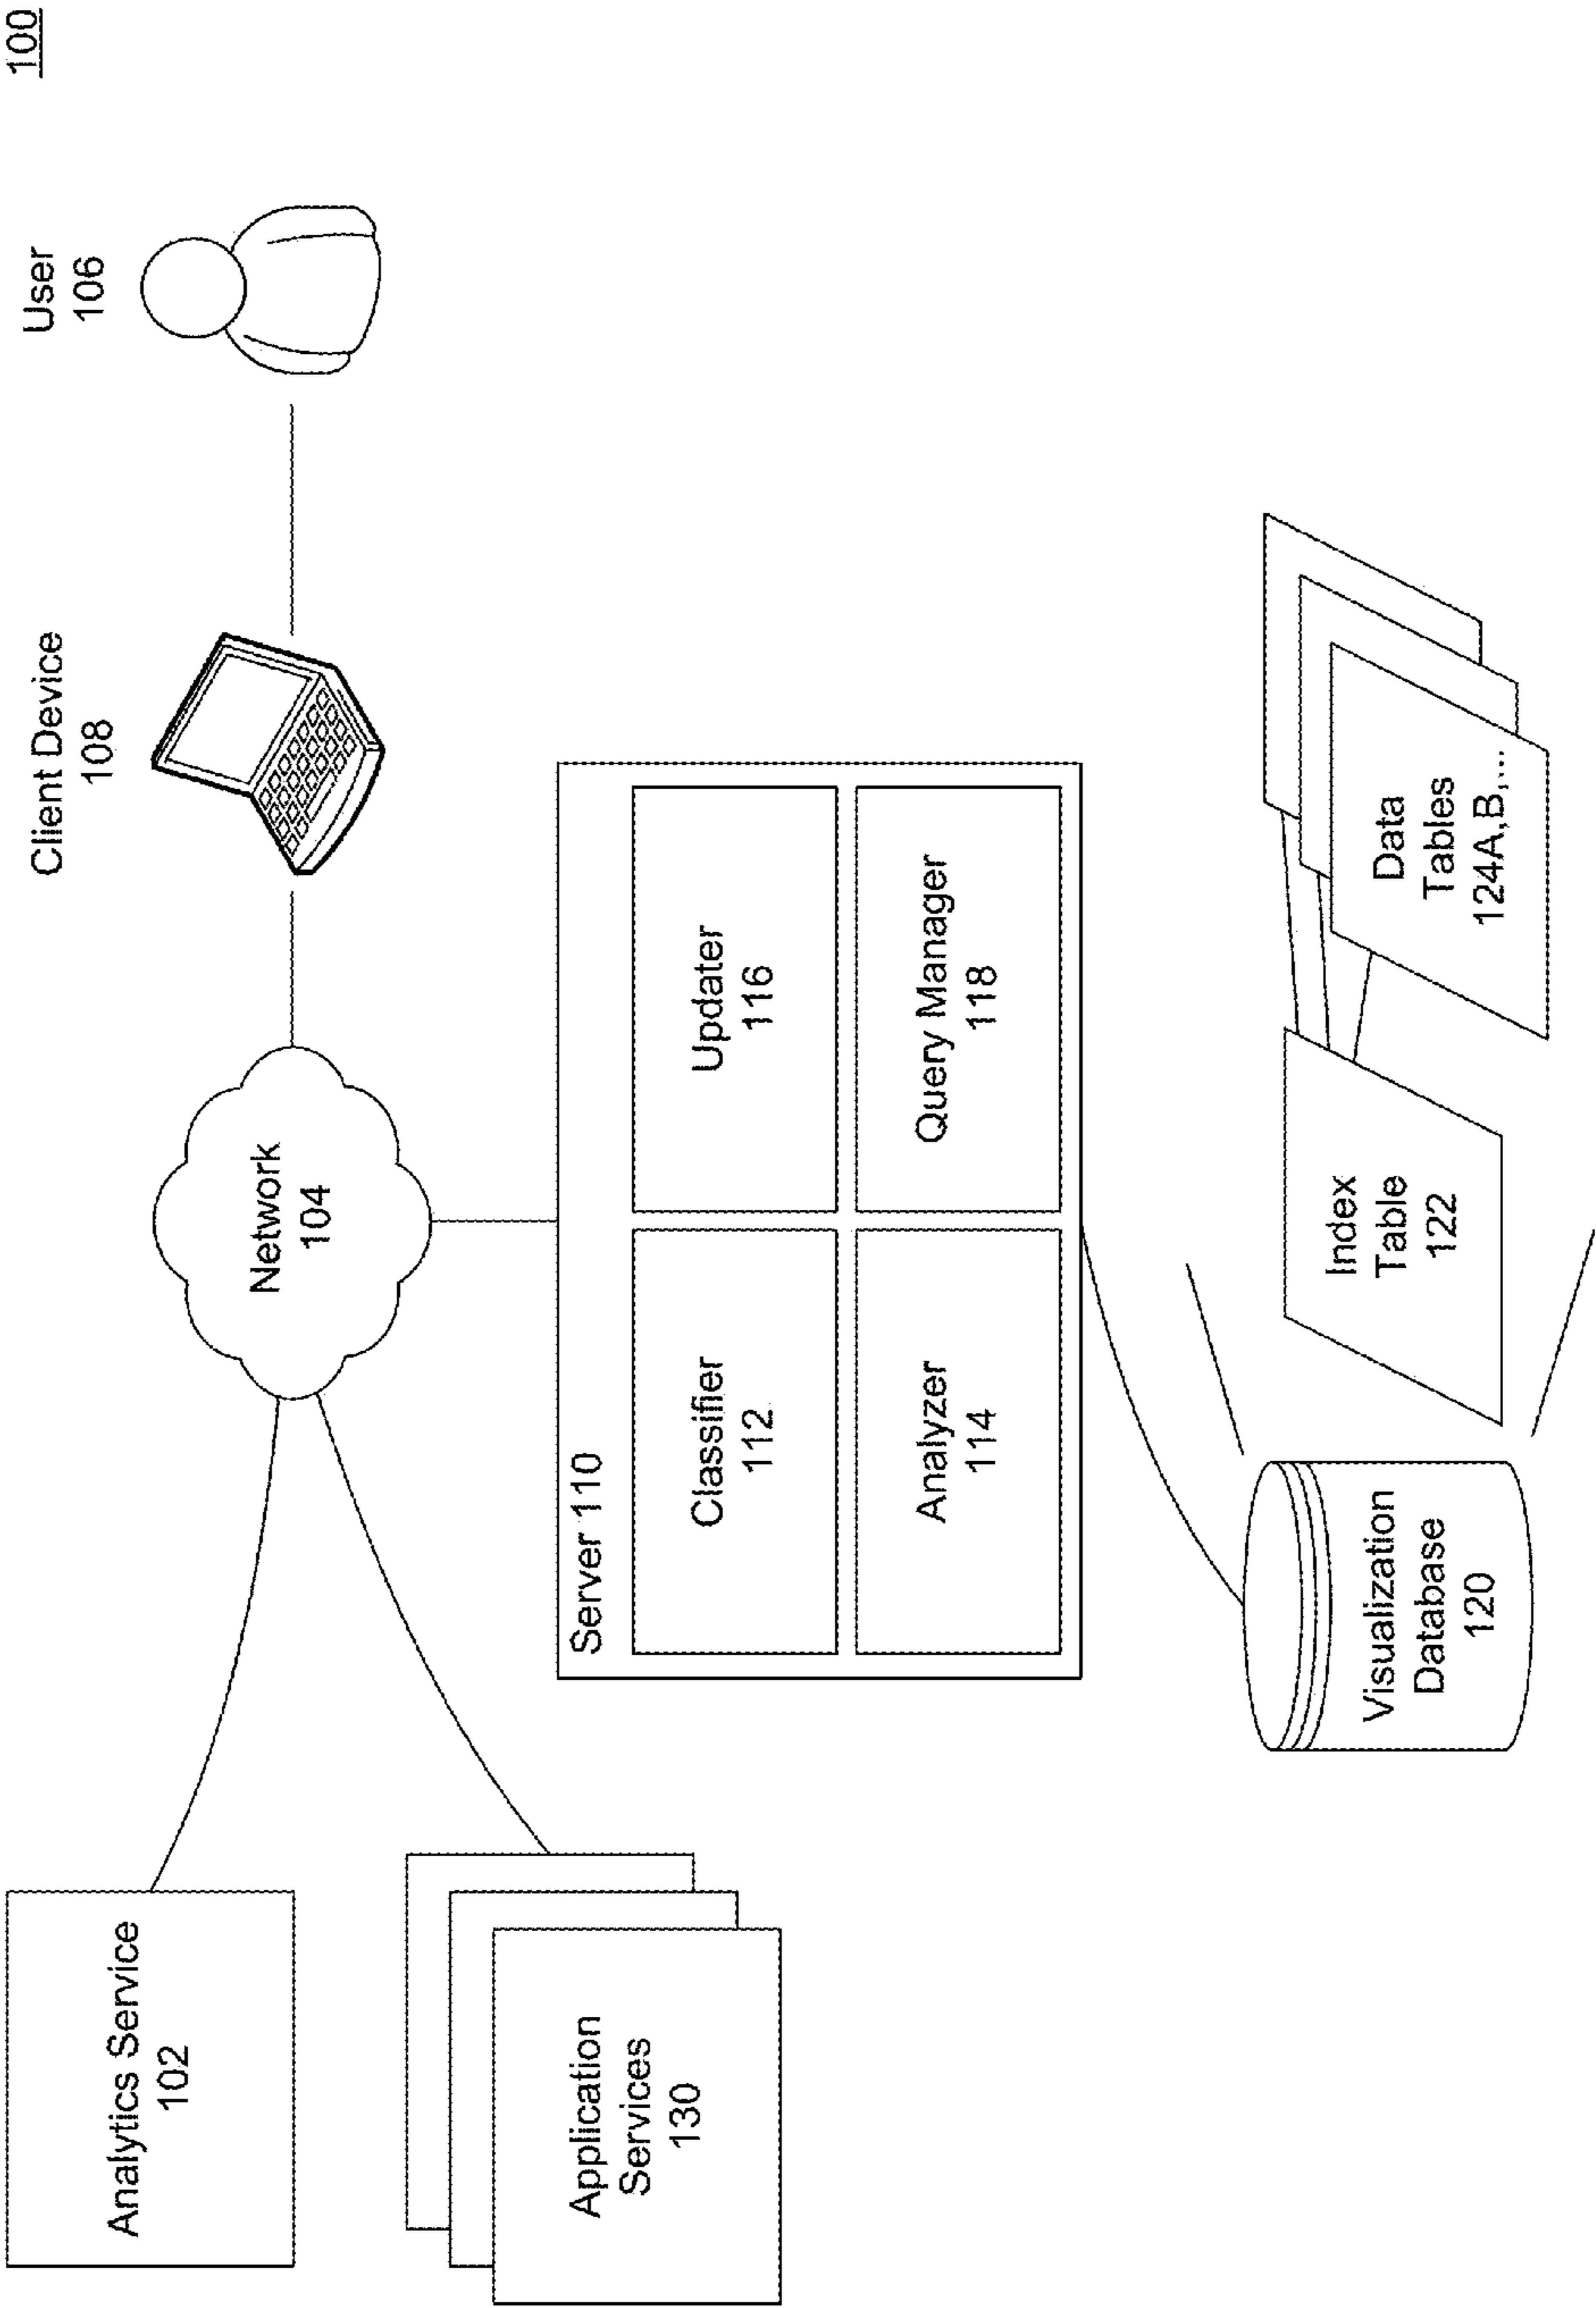 100
Analytics Service
102
Network
104
Client Device
108
User
106
Application
Services
130
Server 110
Classifier
112
Updater
116
Analyzer
114
Query Manager
118
Visualization
Database
120
Index
Table
122
Data
Tables
124A,B,...